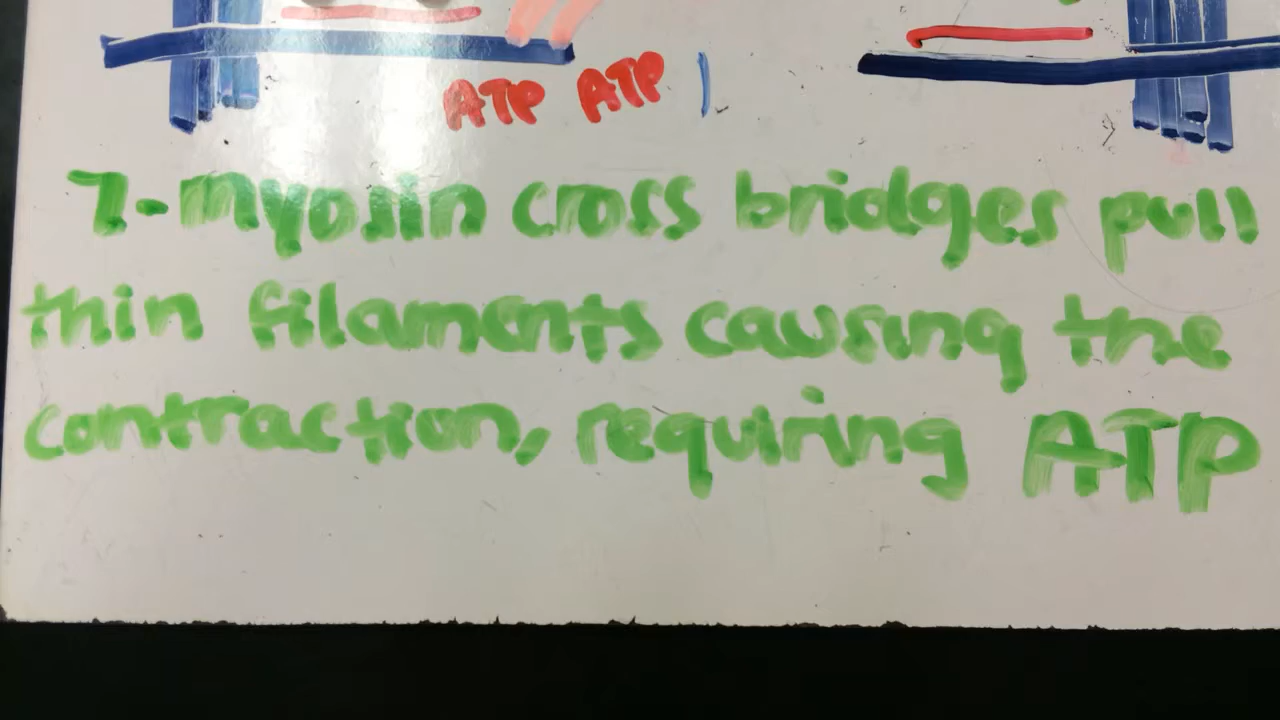 ATP ATP
7-myosin cross bridges pull
thin filaments causing the
contraction, requiring ATP